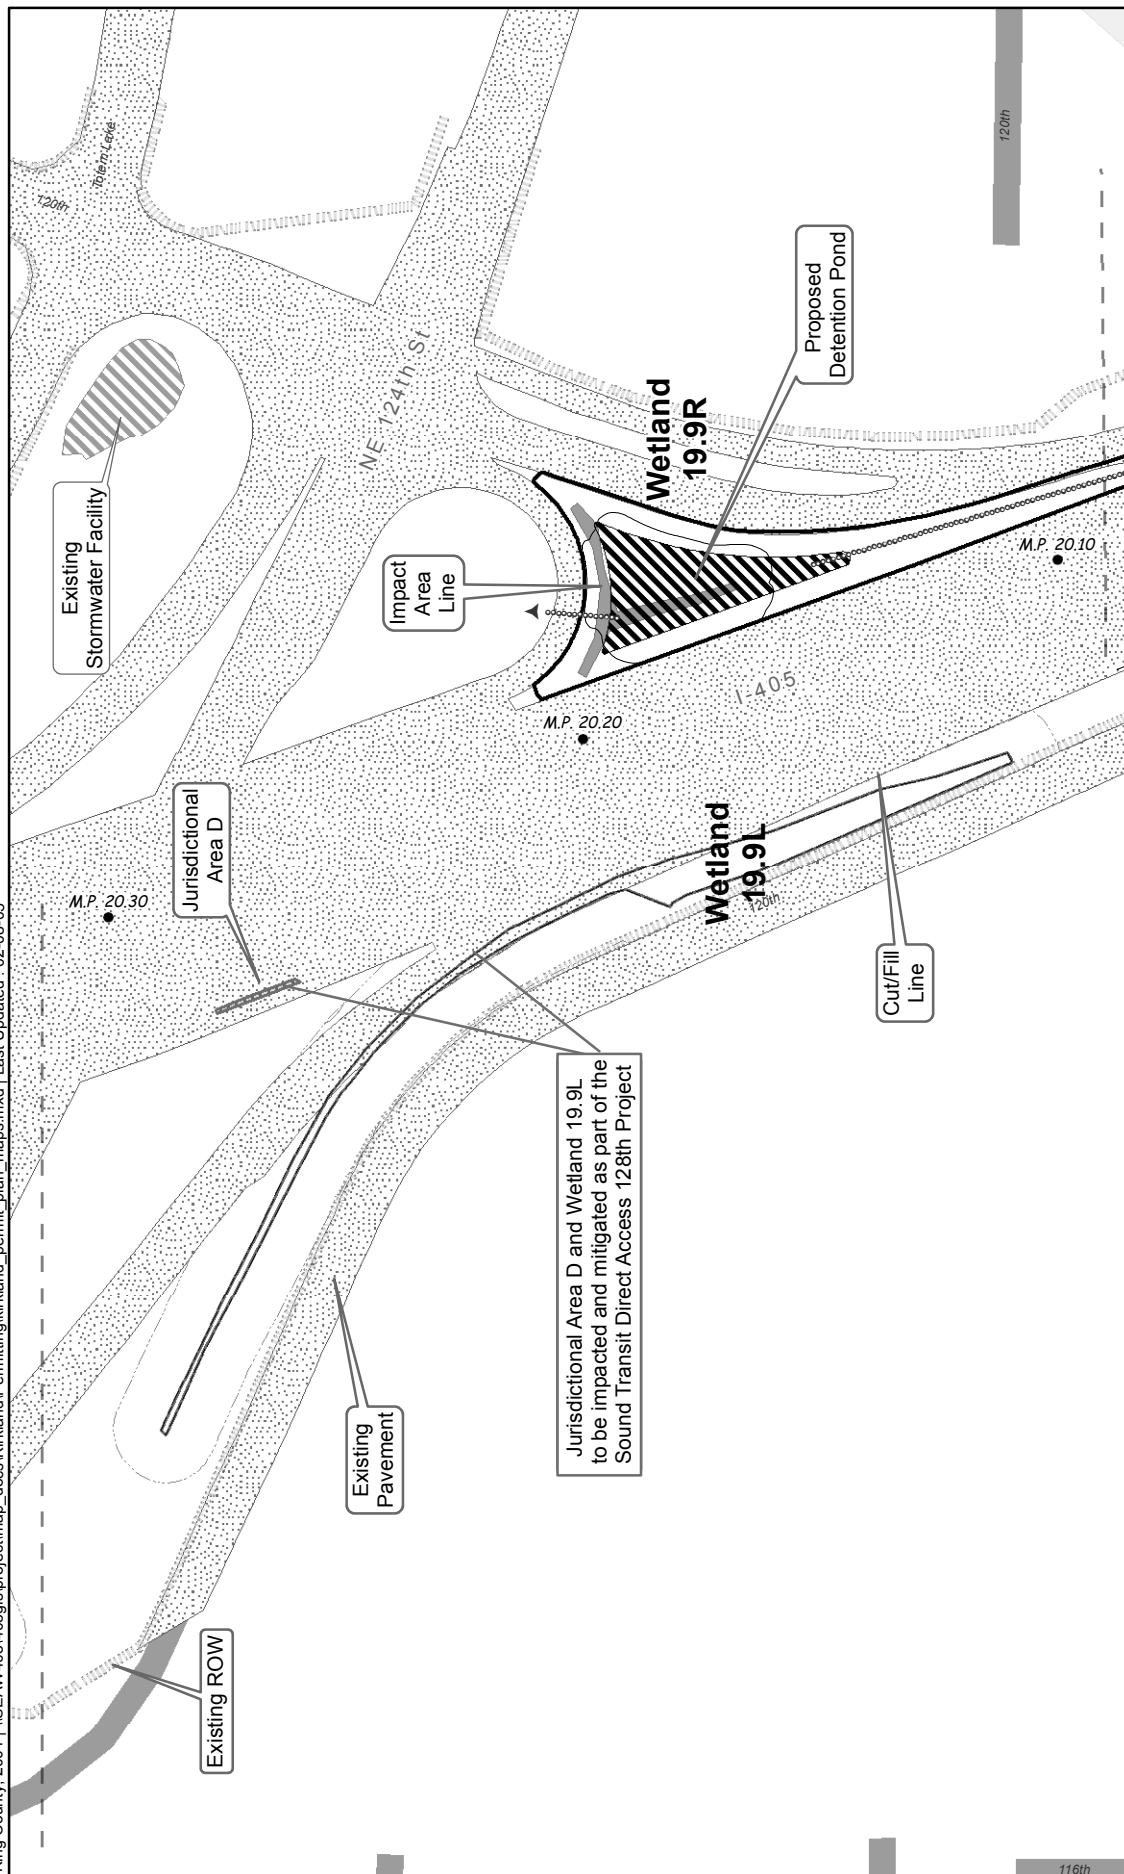 120th
Totem Lake
120th
NE 124th St
Existing
Stormwater Facility
Impact
Area
Line
Wetland
19.9R
Proposed
Detention Pond
M.P. 20.10
M.P. 20.20
I-405
M.P. 20.30
Jurisdictional
Area D
Wetland
19.9L
120th
Cut/Fill
Line
Jurisdictional Area D and Wetland 19.9L
to be impacted and mitigated as part of the
Sound Transit Direct Access 128th Project
Existing
Pavement
Existing ROW
116th